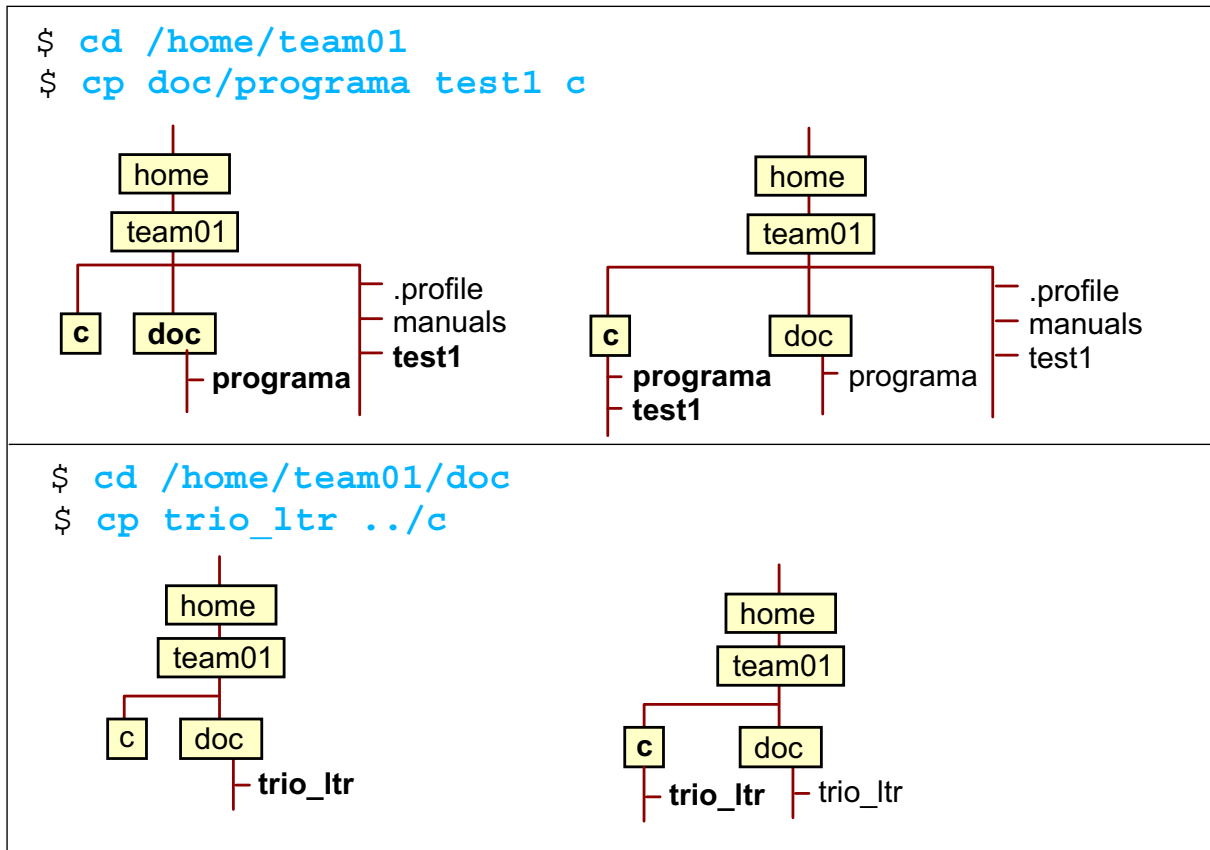 $ cd /home/team01
$ cp doc/programa test1 c
home
team01
c
doc
programa
.profile
manuals
test1
home
team01
c
programa
test1
doc
programa
.profile
manuals
test1
$ cd /home/team01/doc
$ cp trio_ltr ../c
home
team01
c
doc
trio_ltr
home
team01
c
doc
trio_ltr
trio_ltr